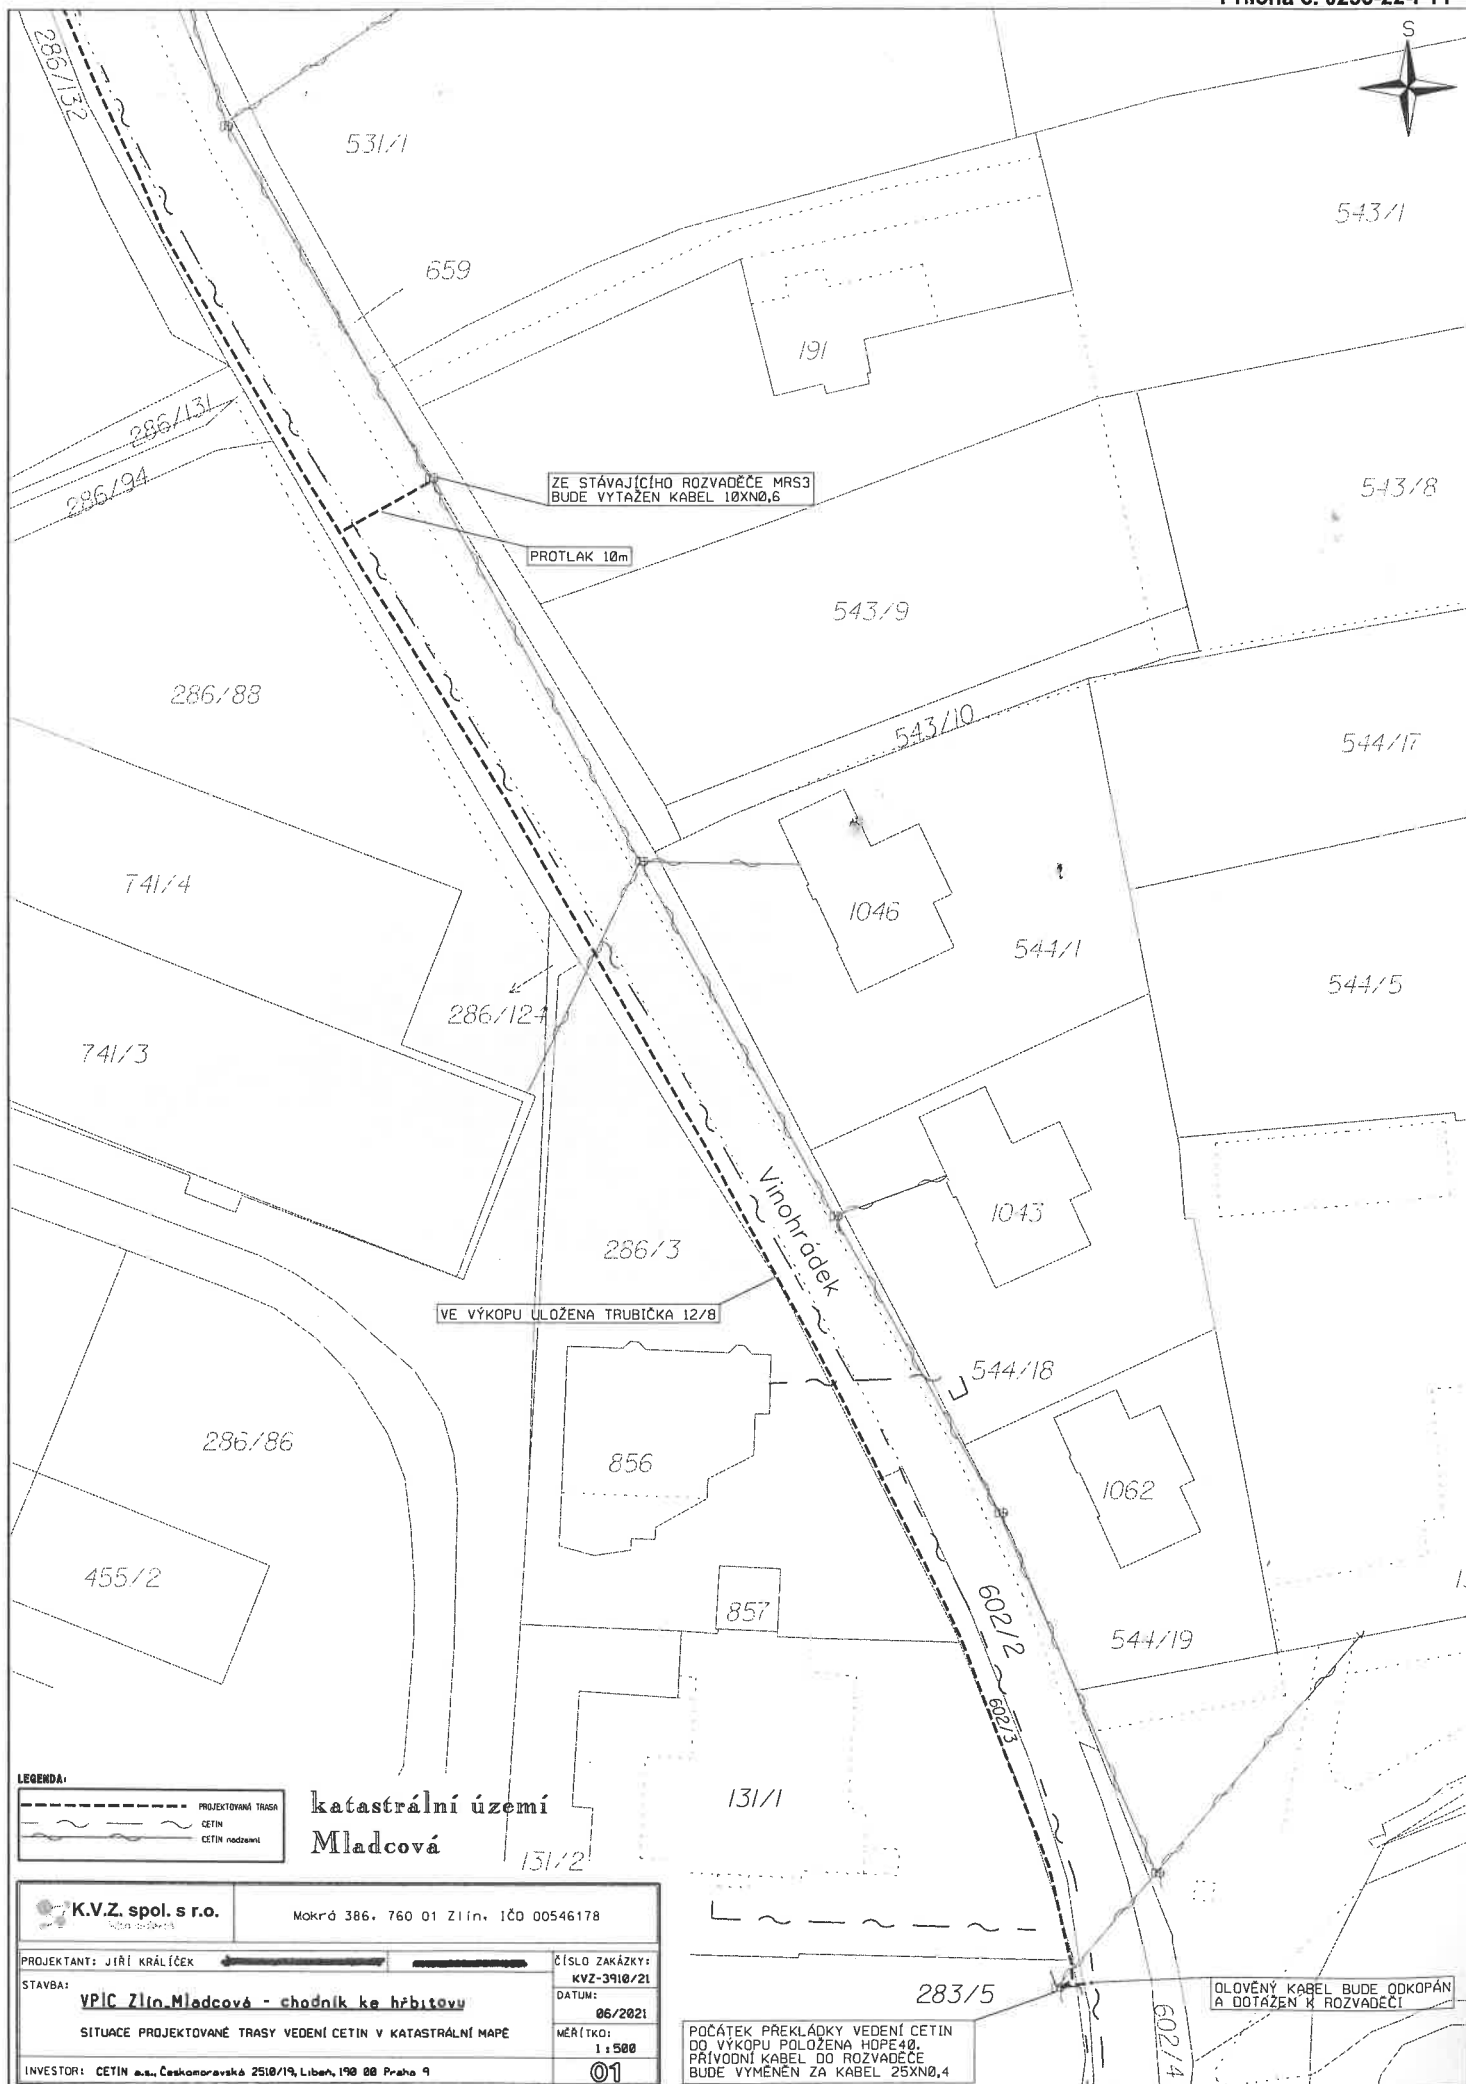 S
286/132
531/1
543/1
659
191
286/131
286/94
ZE STÁVAJÍCÍHO ROZVADĚČE MRS3
BUDE VYTAŽEN KABEL 10XN0,6
543/8
PROTLAK 10m
543/9
286/88
543/10
544/17
741/4
1046
544/1
544/5
286/124
741/3
Vinohrádek
1043
286/3
VE VÝKOPU ULOŽENA TRUBIČKA 12/8
544/18
286/86
856
1062
455/2
857
602/2
544/19
602/3
131/1
LEGENDA:
PROJEKTOVANÁ TRASA
CETIN
CETIN nadzemní
katastrální území
Mladcová
131/2
K.V.Z. spol. s r.o.
Mokrá 386, 760 01 Zlín, IČO 00546178
PROJEKTANT: JIŘÍ KRÁLÍČEK
ČÍSLO ZAKÁZKY:
KVZ-3910/21
STAVBA:
VPIC Zlín_Mladcová - chodník ke hřbitovu
DATUM:
06/2021
SITUACE PROJEKTOVANÉ TRASY VEDENÍ CETIN V KATASTRÁLNÍ MAPĚ
MĚŘÍTKO:
1:500
INVESTOR: CETIN a.s., Českomoravská 2510/19, Libeň, 190 00 Praha 9
01
283/5
OLOVĚNÝ KABEL BUDE ODKOPÁN
A DOTAŽEN K ROZVADĚČI
POČÁTEK PŘEKLÁDKY VEDENÍ CETIN
DO VÝKOPU POLOŽENA HDPE40.
PŘÍVODNÍ KABEL DO ROZVADĚČE
BUDE VYMĚNĚN ZA KABEL 25XN0,4
602/4